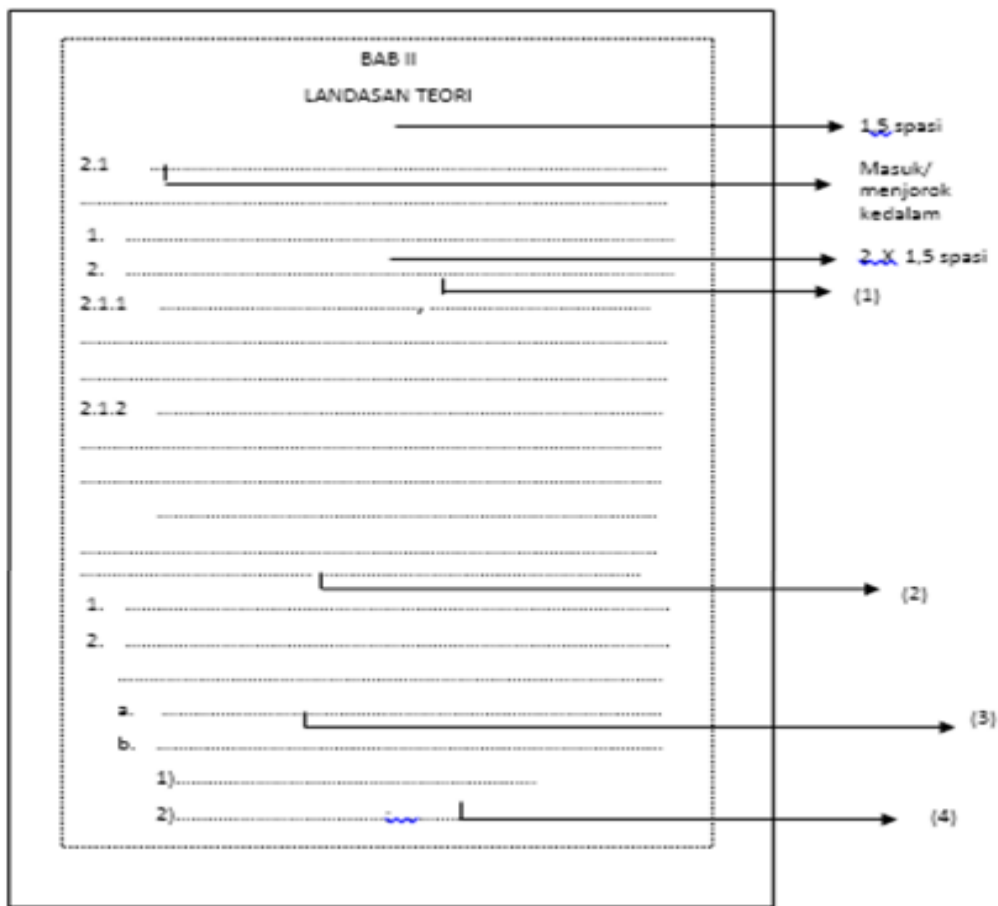 BAB II
LANDASAN TEORI
1,5 spasi
2.1
Masuk/
menjorok
kedalam
1.
2 X 1,5 spasi
2.
(1)
2.1.1 ,
2.1.2
(2)
1.
2.
a.
(3)
b.
1)
2)
(4)